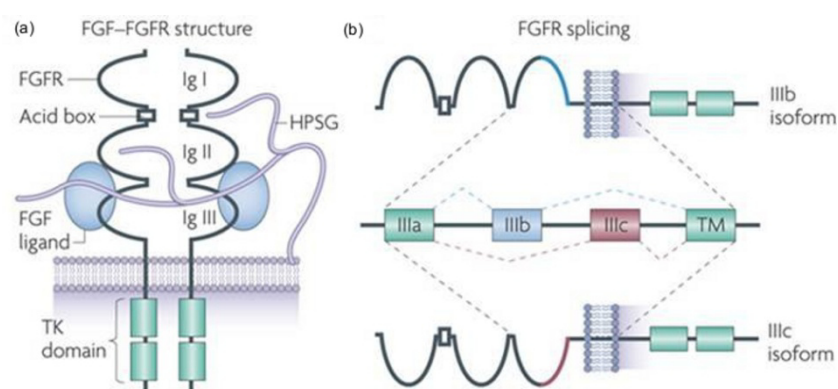 (a)
FGF–FGFR structure
FGFR
Ig I
Acid box
HPSG
Ig II
Ig III
FGF
ligand
TK
domain
(b)
FGFR splicing
IIIb
isoform
IIIa
IIIb
IIIc
TM
IIIc
isoform